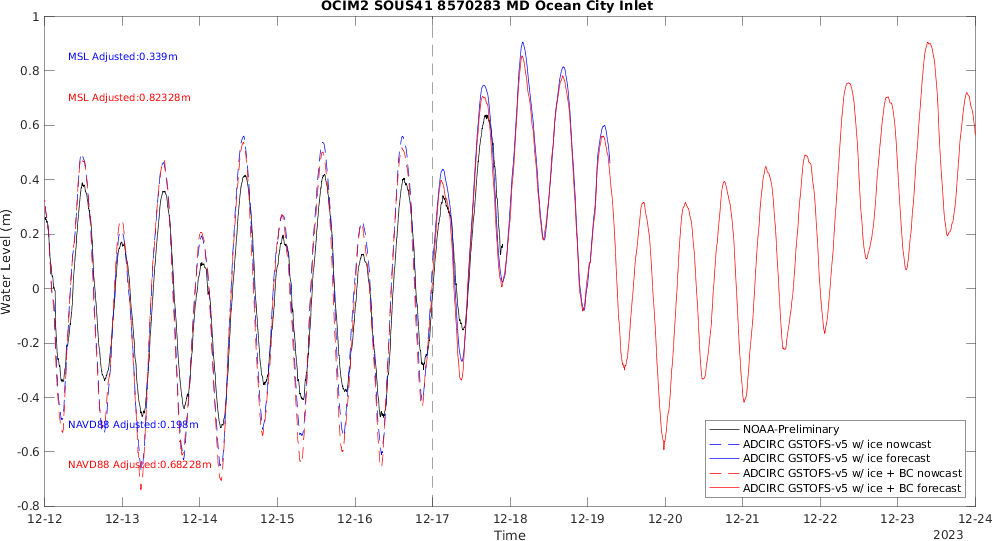 OCIM2 SOUS41 8570283 MD Ocean City Inlet
1
0.8
0.6
0.4
0.2
0
-0.2
-0.4
-0.6
-0.8
Water Level (m)
MSL Adjusted:0.339m
MSL Adjusted:0.82328m
NAVD88 Adjusted:0.198m
NAVD88 Adjusted:0.68228m
NOAA-Preliminary
ADCIRC GSTOFS-v5 w/ ice nowcast
ADCIRC GSTOFS-v5 w/ ice forecast
ADCIRC GSTOFS-v5 w/ ice + BC nowcast
ADCIRC GSTOFS-v5 w/ ice + BC forecast
12-12 12-13 12-14 12-15 12-16 12-17 12-18 12-19 12-20 12-21 12-22 12-23 12-24
Time
2023